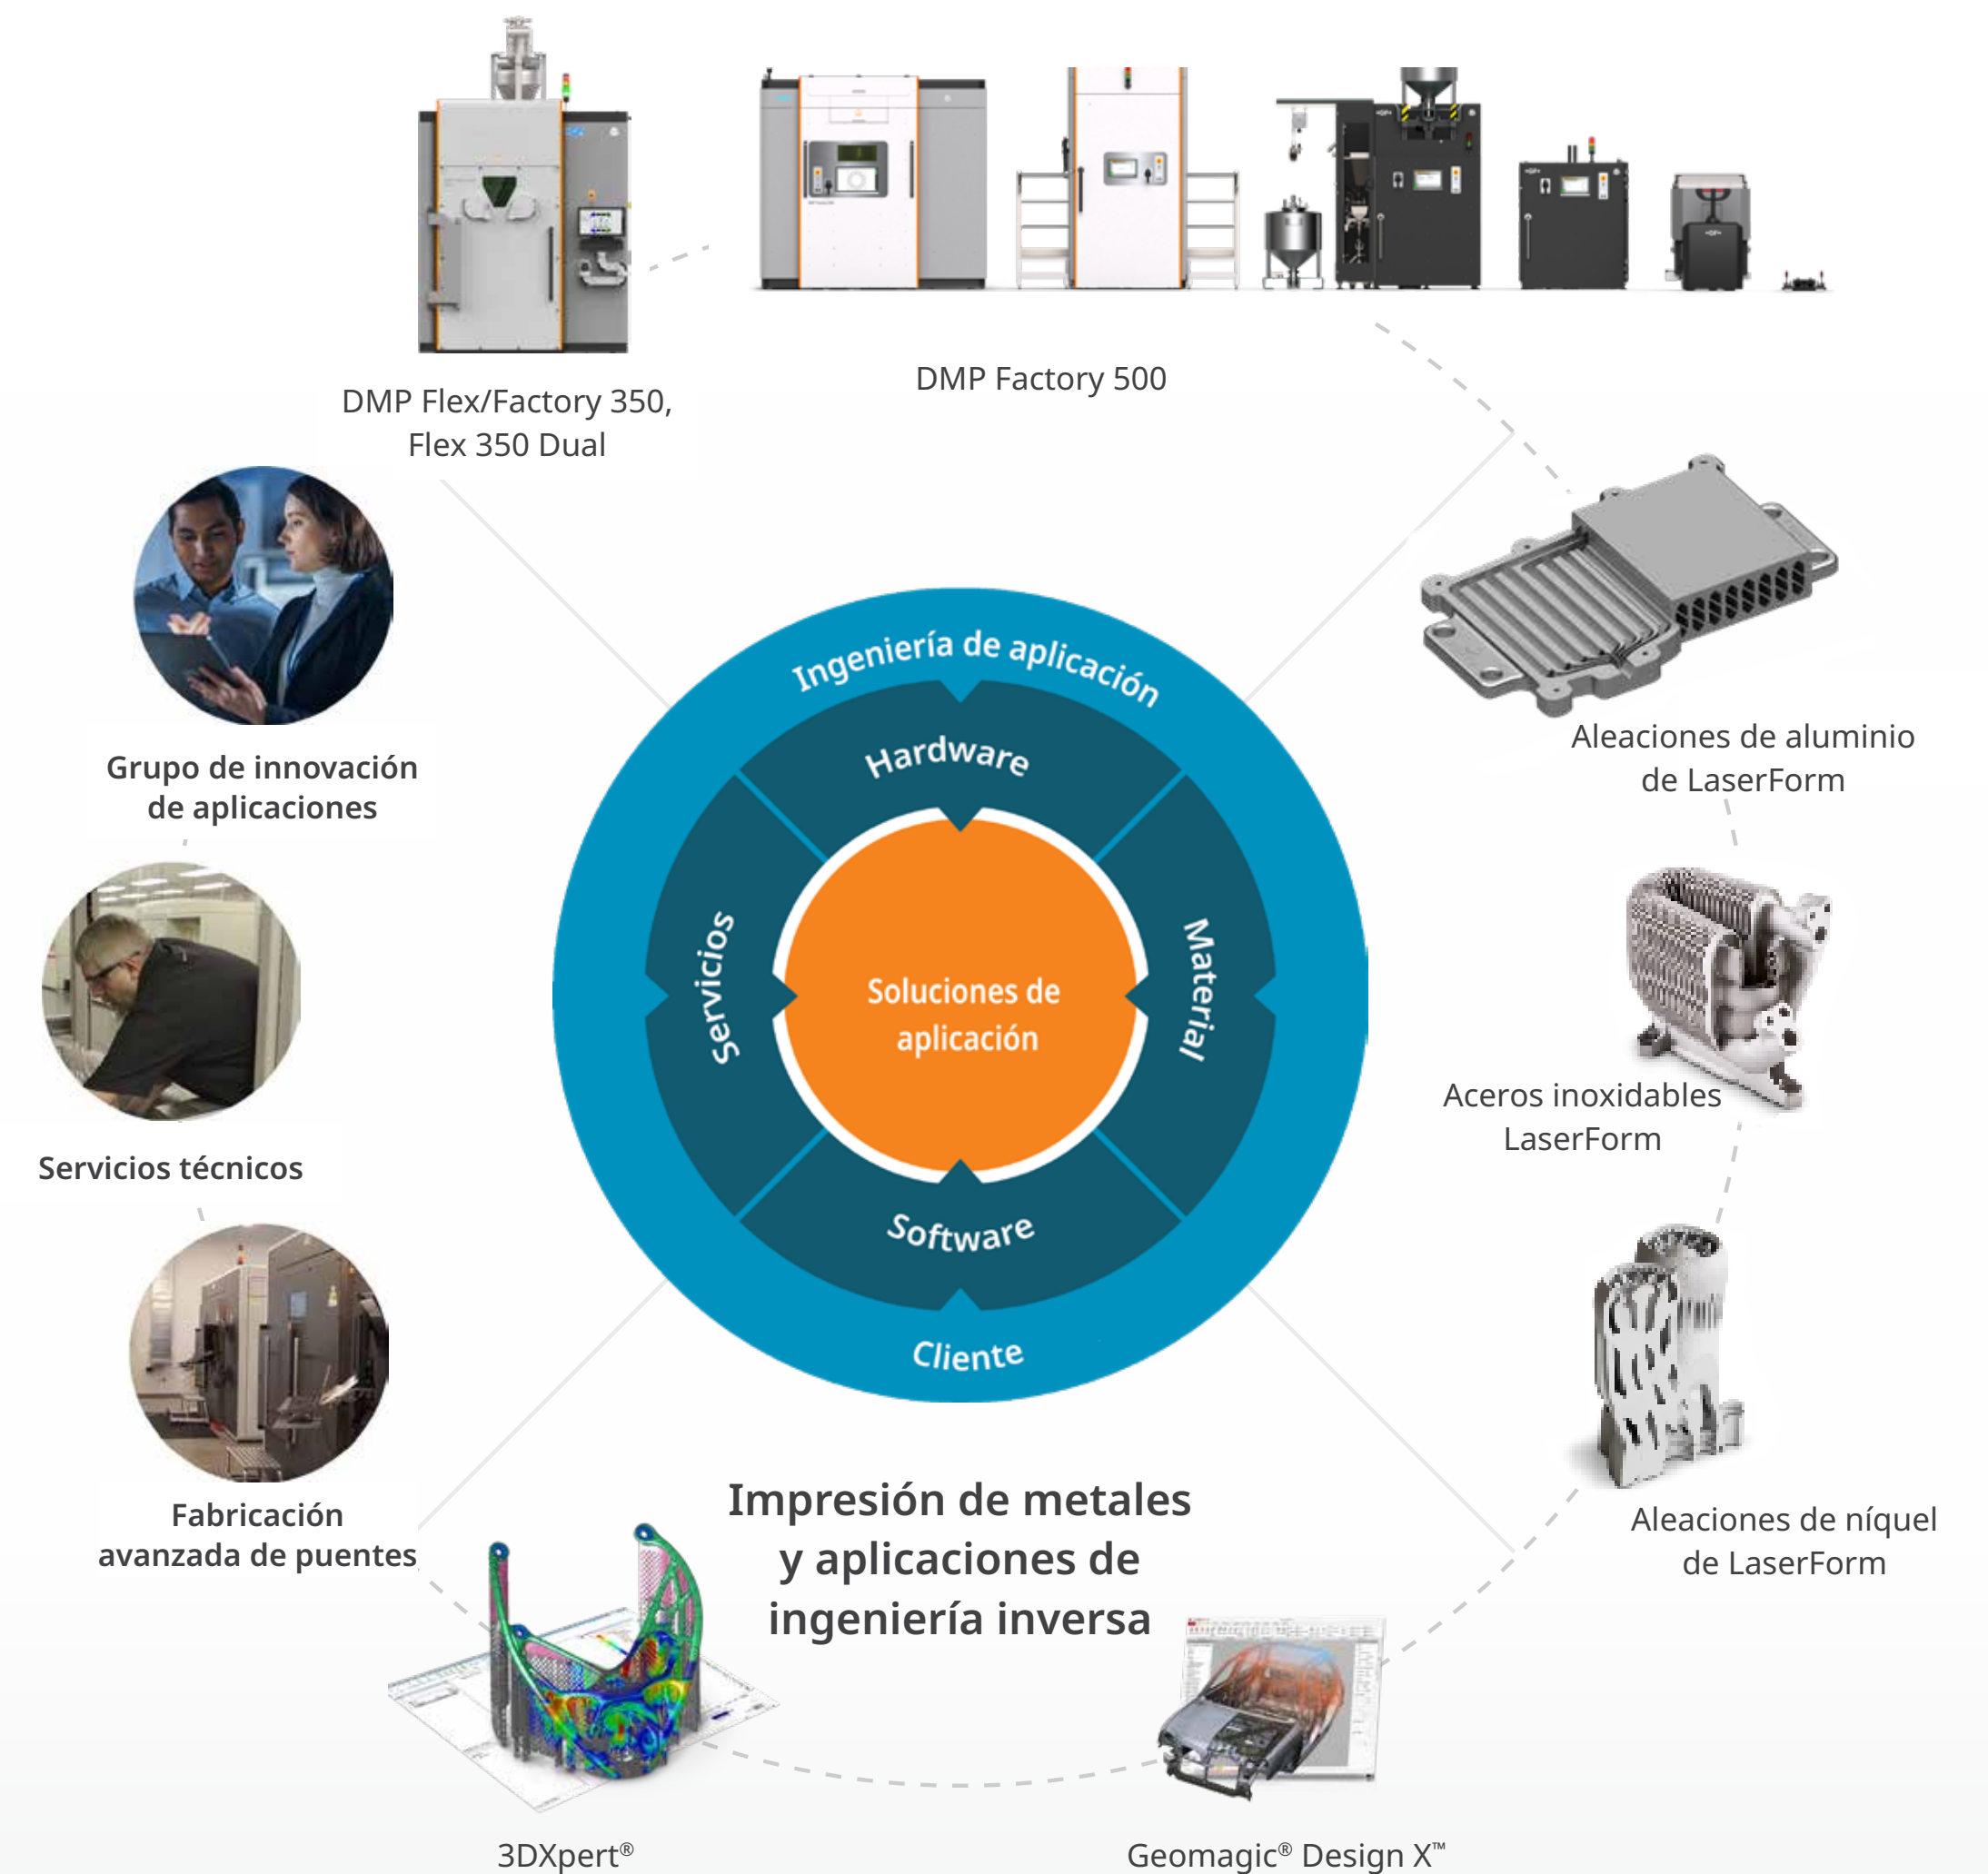 DMP Flex/Factory 350,
Flex 350 Dual
DMP Factory 500
Grupo de innovación
de aplicaciones
Servicios técnicos
Fabricación
avanzada de puentes
Ingeniería de aplicación
Hardware
Servicios
Material
Soluciones de
aplicación
Software
Cliente
Aleaciones de aluminio
de LaserForm
Aceros inoxidables
LaserForm
Aleaciones de níquel
de LaserForm
Impresión de metales
y aplicaciones de
ingeniería inversa
3DXpert®
Geomagic® Design X™